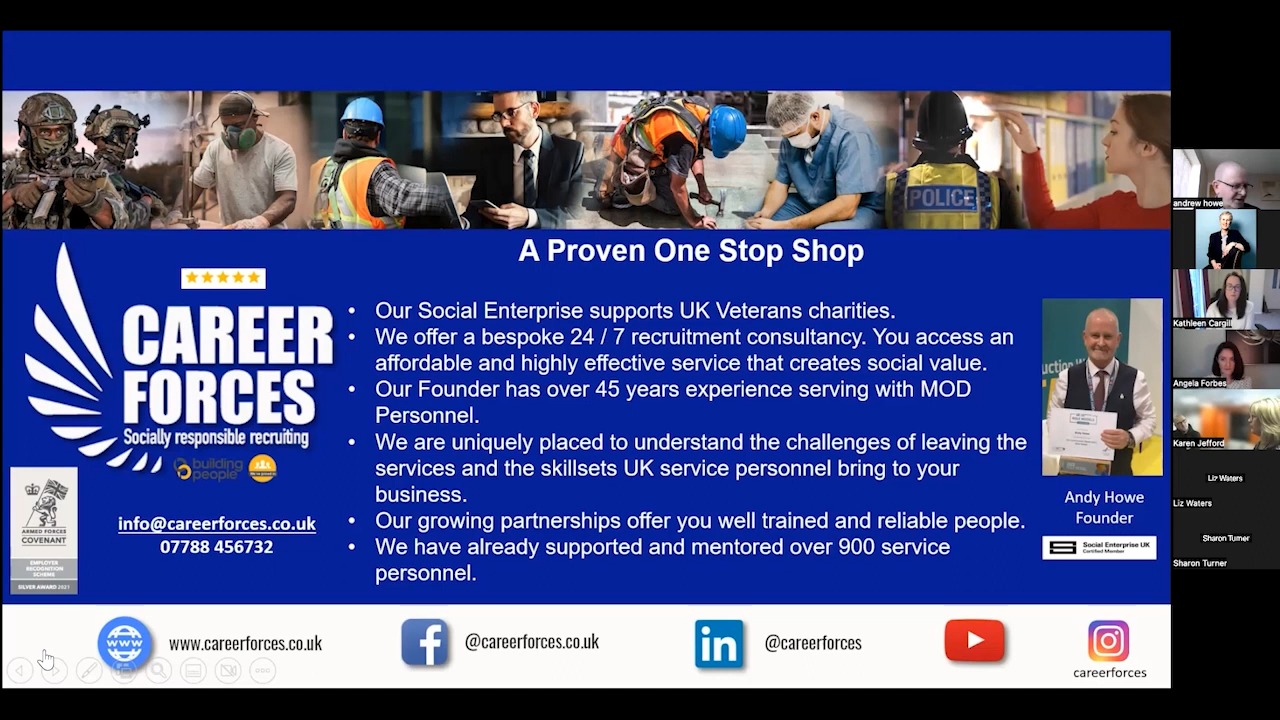 POLICE
A Proven One Stop Shop
CAREER
FORCES
Socially responsible recruiting
building
people
info@careerforces.co.uk
07788 456732
ARMED FORCES
COVENANT
EMPLOYER
RECOGNITION
SCHEME
SILVER AWARD 2021
• Our Social Enterprise supports UK Veterans charities.
• We offer a bespoke 24 / 7 recruitment consultancy. You access an
affordable and highly effective service that creates social value.
• Our Founder has over 45 years experience serving with MOD
Personnel.
• We are uniquely placed to understand the challenges of leaving the
services and the skillsets UK service personnel bring to your
business.
• Our growing partnerships offer you well trained and reliable people.
• We have already supported and mentored over 900 service
personnel.
Andy Howe
Founder
Social Enterprise UK
Certified Member
www
www.careerforces.co.uk
@careerforces.co.uk
in
@careerforces
careerforces
andrew howe
Kathleen Cargill
Angela Forbes
Karen Jefford
Liz Waters
Liz Waters
Sharon Turner
Sharon Turner